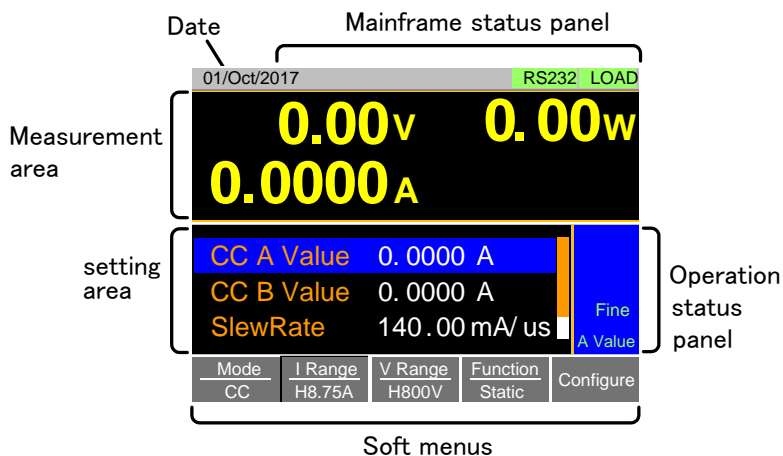 Date
Mainframe status panel
01/Oct/2017 RS232 LOAD
Measurement
area
0.00V 0.00W
0.0000 A
setting
area
CC A Value 0.0000 A
CC B Value 0.0000 A
SlewRate 140.00 mA/us
Fine
A Value
Operation
status
panel
Mode I Range V Range Function Configure
CC H8.75A H800V Static
Soft menus